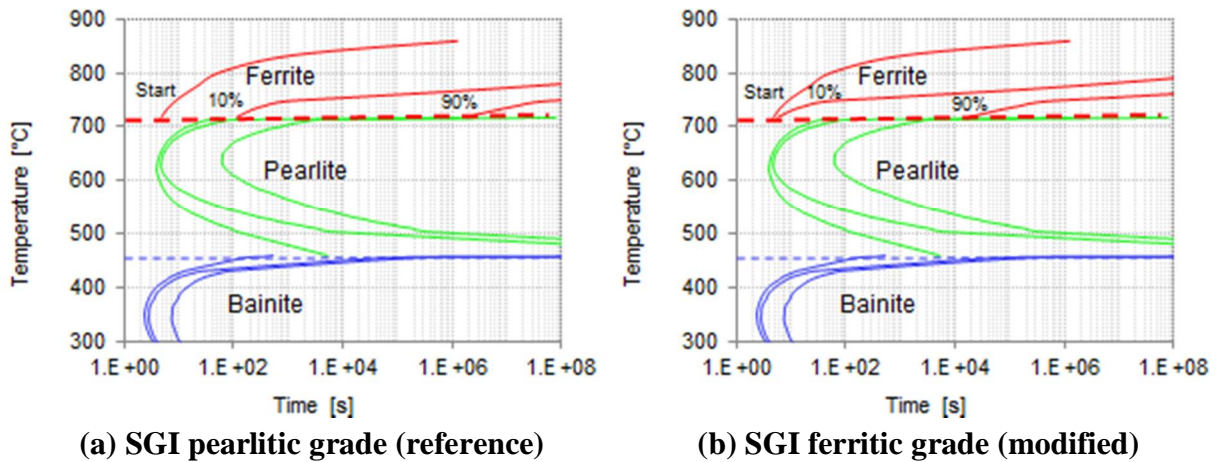 900
800
700
600
500
400
300
Temperature [°C]
Start
Ferrite
10%
90%
Pearlite
Bainite
1.E+00
1.E+02
1.E+04
1.E+06
1.E+08
Time [s]
(a) SGI pearlitic grade (reference)
900
800
700
600
500
400
300
Temperature [°C]
Start
Ferrite
10%
90%
Pearlite
Bainite
1.E+00
1.E+02
1.E+04
1.E+06
1.E+08
Time [s]
(b) SGI ferritic grade (modified)